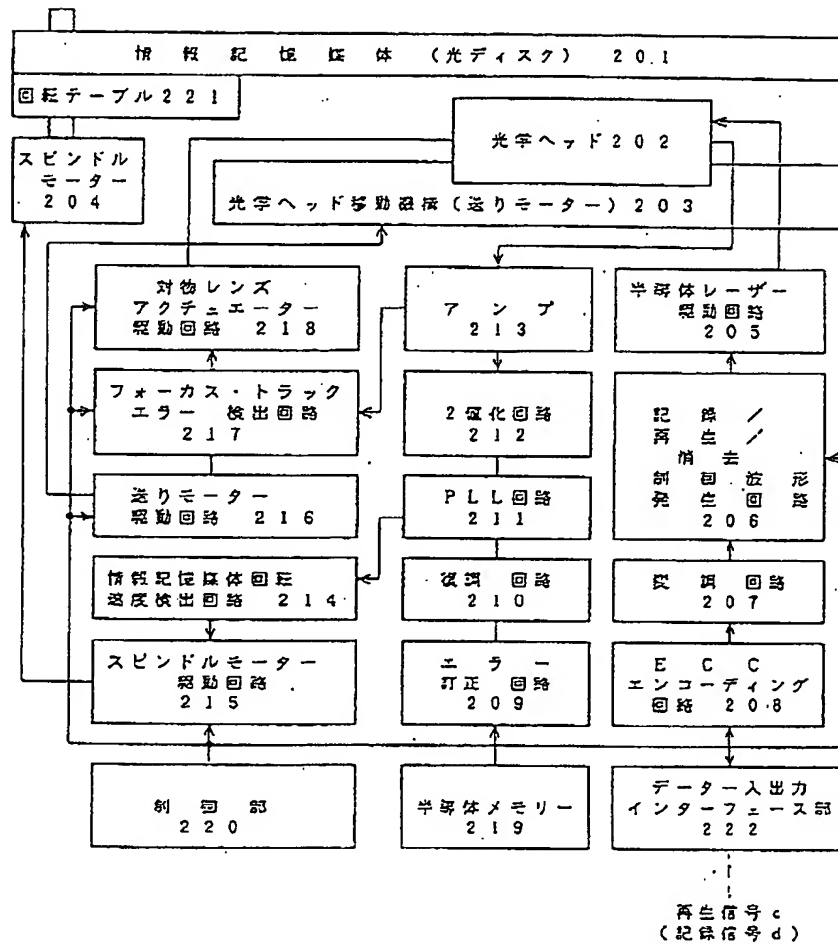 情報記憶媒体 (光ディスク) 201
回転テーブル221
光学ヘッド202
スピンドル
モーター
204
光学ヘッド移動機構(送りモーター)203
対物レンズ
アクチュエーター
駆動回路 218
アンプ
213
半導体レーザー
駆動回路
205
フォーカス・トラック
エラー 検出回路
217
2値化回路
212
記録/
再生/
消去
制御波形
発生回路
206
送りモーター
駆動回路 216
PLL回路
211
情報記憶媒体回転
速度検出回路 214
復調 回路
210
変調 回路
207
スピンドルモーター
駆動回路
215
エラー
訂正 回路
209
ECC
エンコーディング
回路 208
制御部
220
半導体メモリー
219
データー入出力
インターフェース部
222
再生信号c
(記録信号d)